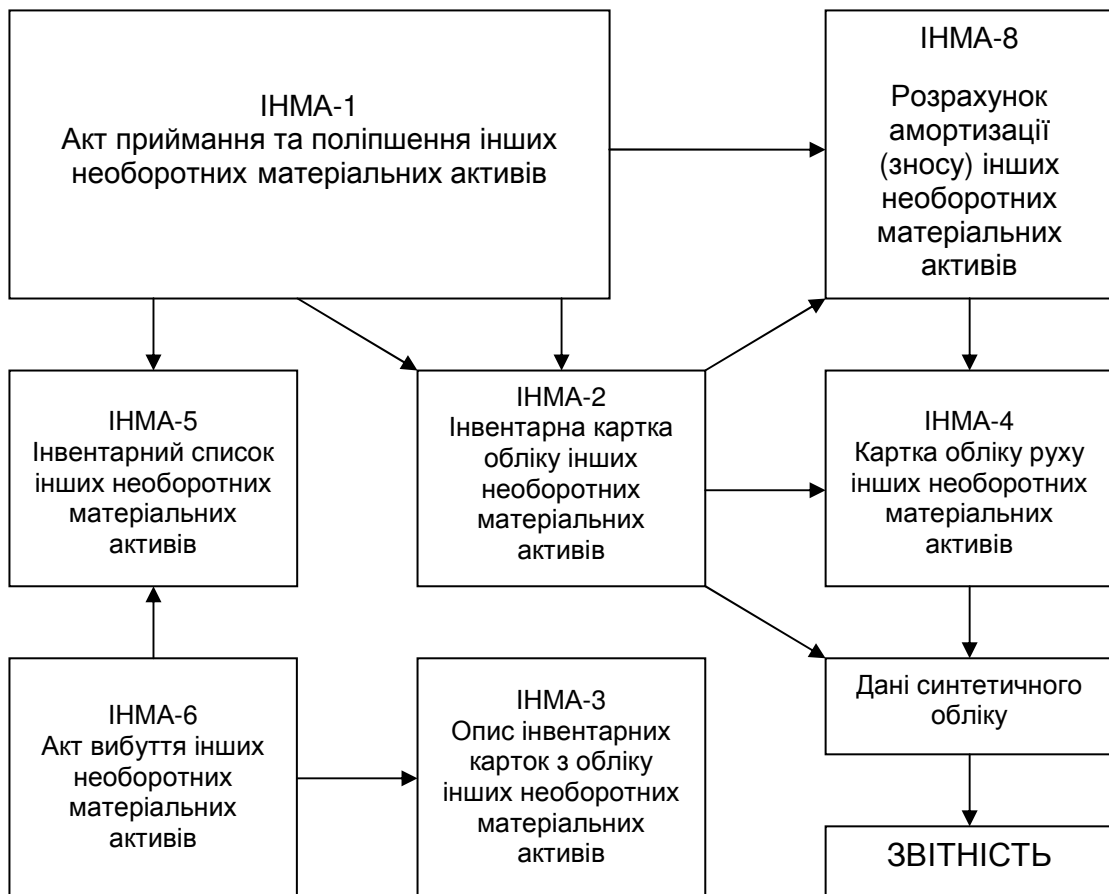 ІНМА-1
Акт приймання та поліпшення інших
необоротних матеріальних активів
ІНМА-8
Розрахунок
амортизації
(зносу) інших
необоротних
матеріальних
активів
ІНМА-5
Інвентарний список
інших необоротних
матеріальних
активів
ІНМА-2
Інвентарна картка
обліку інших
необоротних
матеріальних
активів
ІНМА-4
Картка обліку руху
інших необоротних
матеріальних
активів
ІНМА-6
Акт вибуття інших
необоротних
матеріальних
активів
ІНМА-3
Опис інвентарних
карток з обліку
інших необоротних
матеріальних
активів
Дані синтетичного
обліку
ЗВІТНІСТЬ